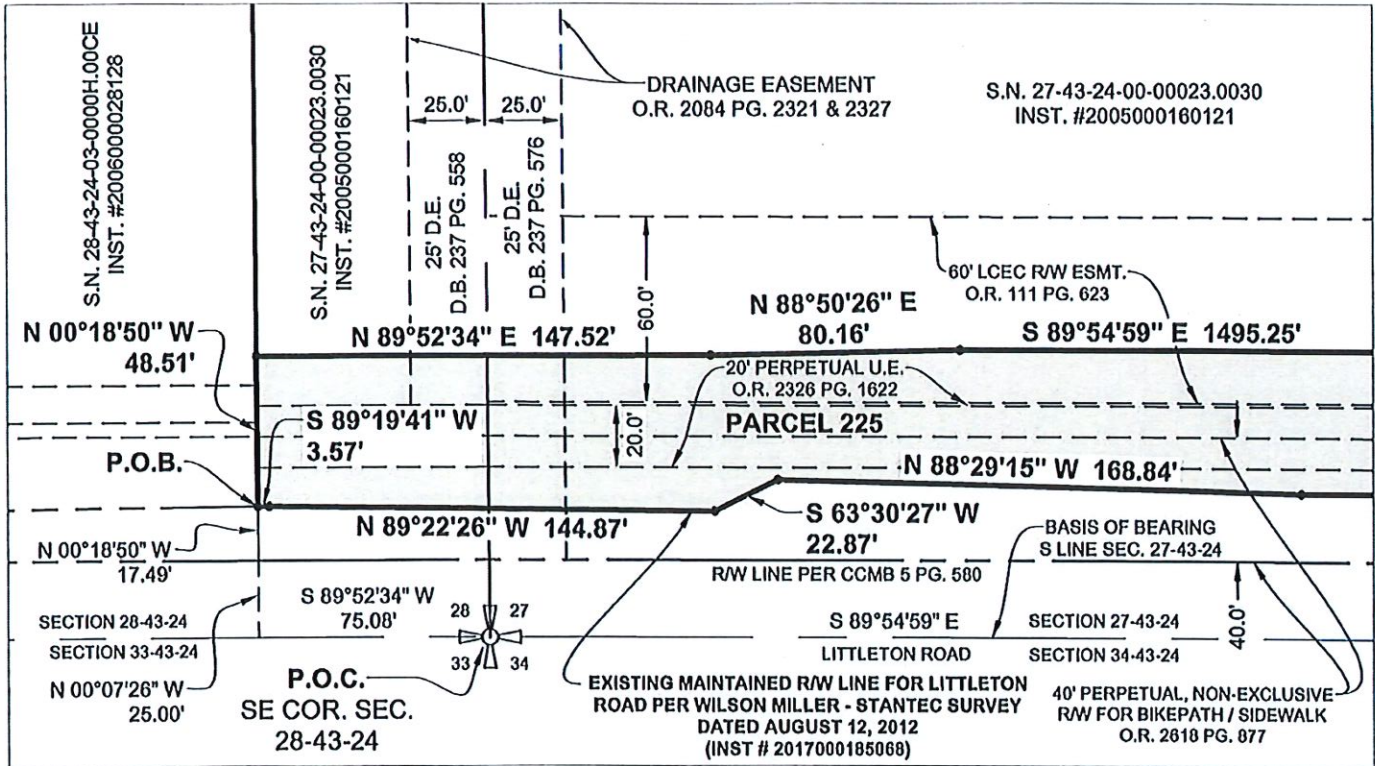 S.N. 28-43-24-03-0000H.00CE
INST. #2006000028128
S.N. 27-43-24-00-00023.0030
INST. #2005000160121
25.0'
25.0'
25' D.E.
D.B. 237 PG. 558
25' D.E.
D.B. 237 PG. 576
DRAINAGE EASEMENT
O.R. 2084 PG. 2321 & 2327
S.N. 27-43-24-00-00023.0030
INST. #2005000160121
60' LCEC R/W ESMT.
O.R. 111 PG. 623
60.0'
N 00°18'50" W
48.51'
N 89°52'34" E 147.52'
N 88°50'26" E
80.16'
S 89°54'59" E 1495.25'
20' PERPETUAL U.E.
O.R. 2326 PG. 1622
S 89°19'41" W
3.57'
20.0'
PARCEL 225
P.O.B.
N 88°29'15" W 168.84'
N 89°22'26" W 144.87'
S 63°30'27" W
22.87'
BASIS OF BEARING
S LINE SEC. 27-43-24
N 00°18'50" W
17.49'
R/W LINE PER CCMB 5 PG. 580
S 89°52'34" W
75.08'
28
27
33
34
SECTION 28-43-24
SECTION 33-43-24
S 89°54'59" E
LITTLETON ROAD
SECTION 27-43-24
SECTION 34-43-24
40.0'
N 00°07'26" W
25.00'
P.O.C.
SE COR. SEC.
28-43-24
EXISTING MAINTAINED R/W LINE FOR LITTLETON
ROAD PER WILSON MILLER - STANTEC SURVEY
DATED AUGUST 12, 2012
(INST # 2017000185068)
40' PERPETUAL, NON-EXCLUSIVE
R/W FOR BIKEPATH / SIDEWALK
O.R. 2618 PG. 877